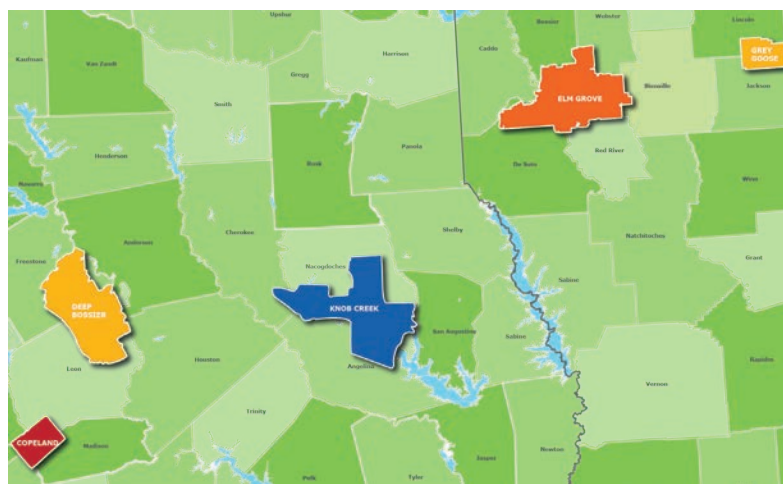 Upshur
Bossier
Webster
Lincoln
Kaufman
Van Zandt
Harrison
Caddo
GREY
GOOSE
Gregg
Smith
ELM GROVE
Bienville
Jackson
Henderson
Rusk
Panola
Red River
De Soto
Navarro
Winn
Anderson
Cherokee
Shelby
Natchitoches
Freestone
Nacogdoches
Sabine
Grant
DEEP
BOSSIER
KNOB CREEK
San Augustine
Sabine
Leon
Houston
Angelina
Rapides
Vernon
Trinity
COPELAND
Madison
Polk
Tyler
Jasper
Newton